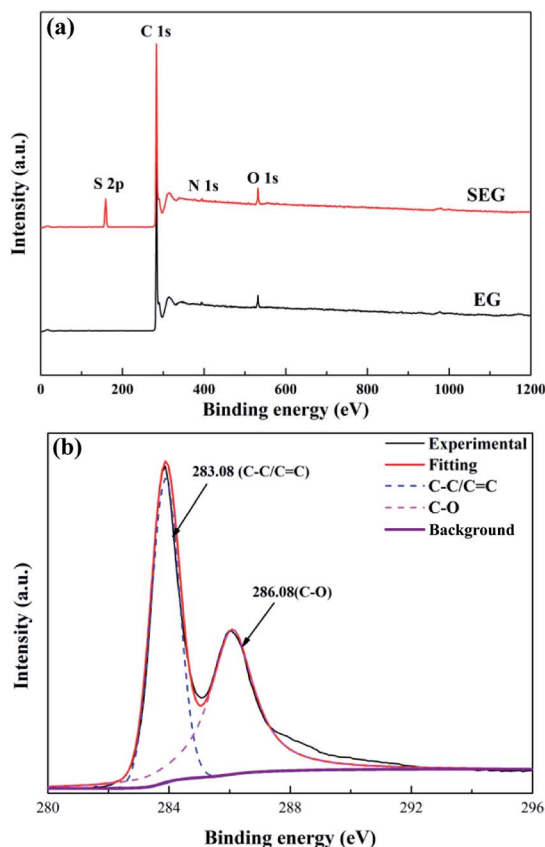 (a)
C 1s
S 2p
N 1s
O 1s
SEG
EG
Intensity (a.u.)
0 200 400 600 800 1000 1200
Binding energy (eV)
(b)
Experimental
Fitting
C-C/C=C
C-O
Background
283.08 (C-C/C=C)
286.08(C-O)
Intensity (a.u.)
280 284 288 292 296
Binding energy (eV)